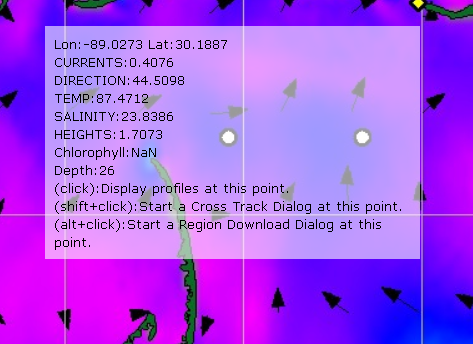 Lon:-89.0273 Lat:30.1887
CURRENTS:0.4076
DIRECTION:44.5098
TEMP:87.4712
SALINITY:23.8386
HEIGHTS:1.7073
Chlorophyll:NaN
Depth:26
(click):Display profiles at this point.
(shift+click):Start a Cross Track Dialog at this point.
(alt+click):Start a Region Download Dialog at this
point.